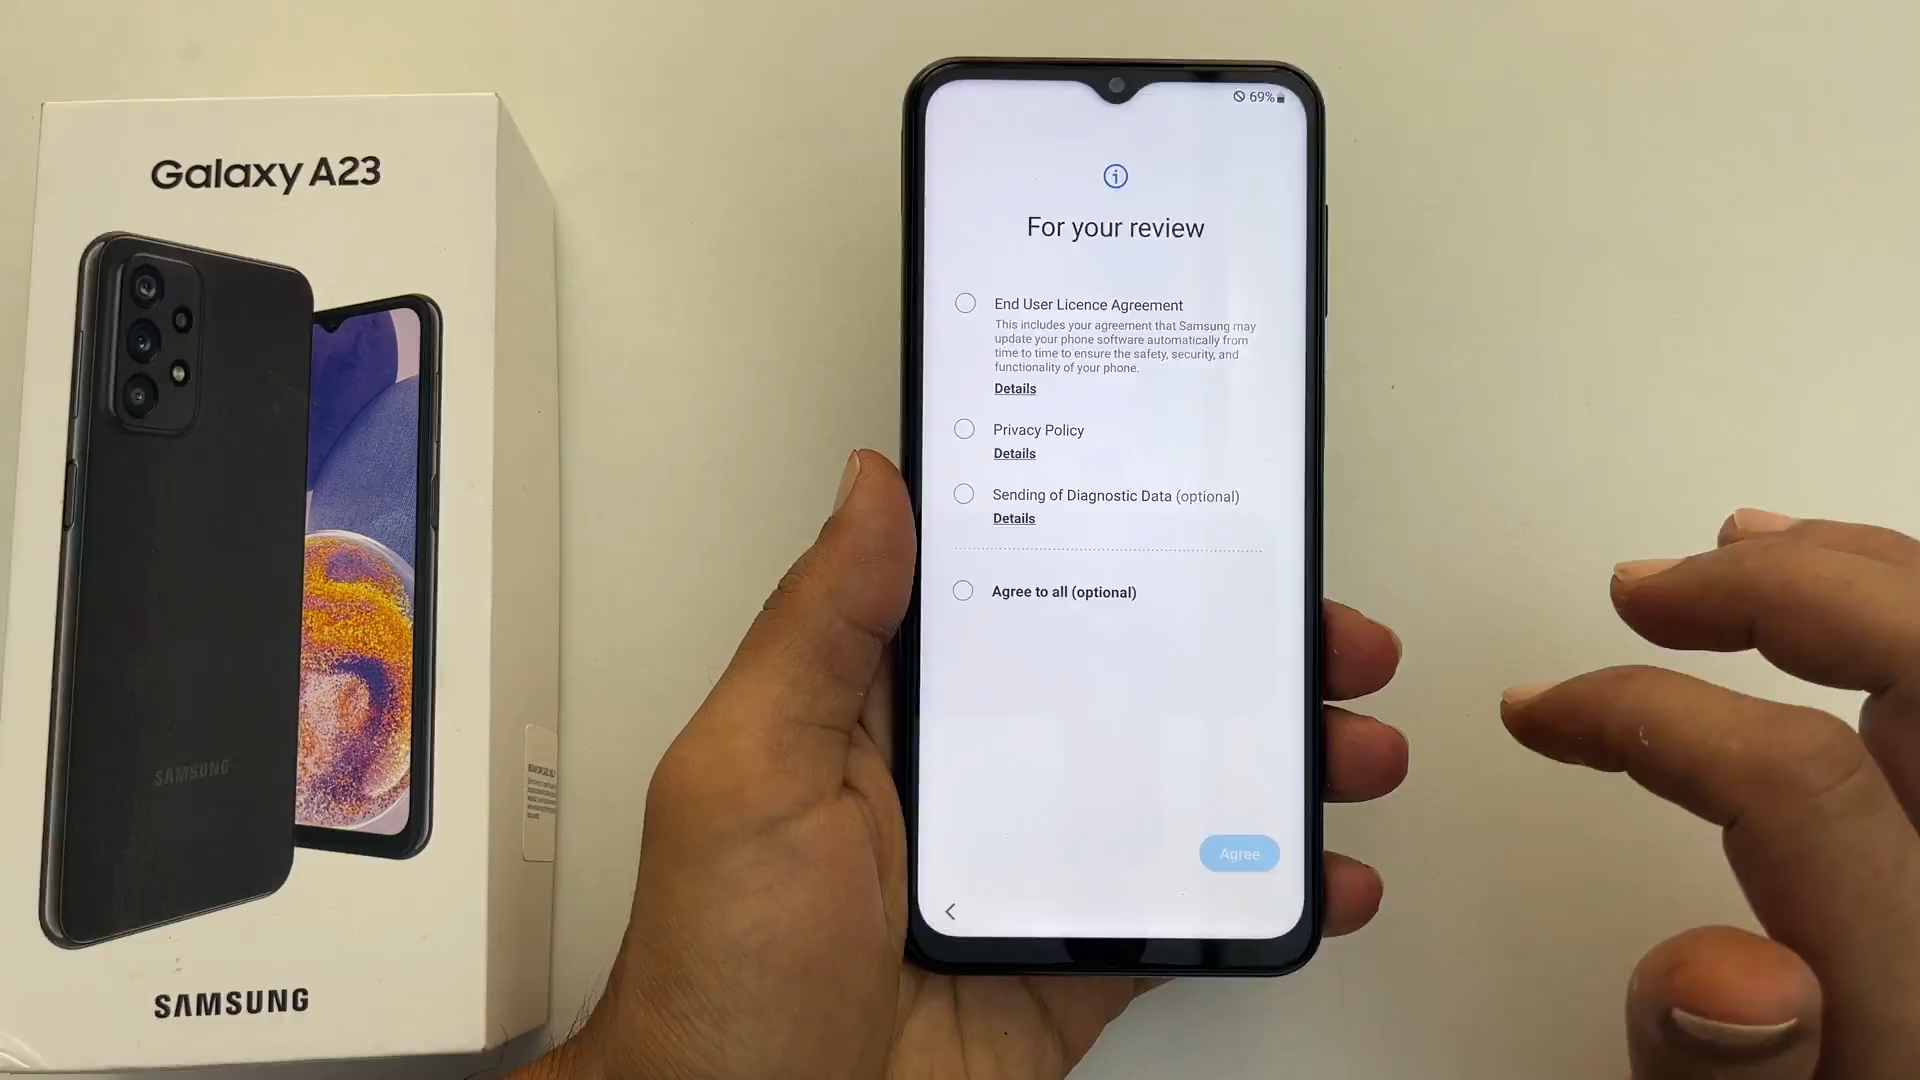 Galaxy A23
SAMSUNG
SAMSUNG
69%
For your review
End User Licence Agreement
This includes your agreement that Samsung may
update your phone software automatically from
time to time to ensure the safety, security, and
functionality of your phone.
Details
Privacy Policy
Details
Sending of Diagnostic Data (optional)
Details
Agree to all (optional)
Agree